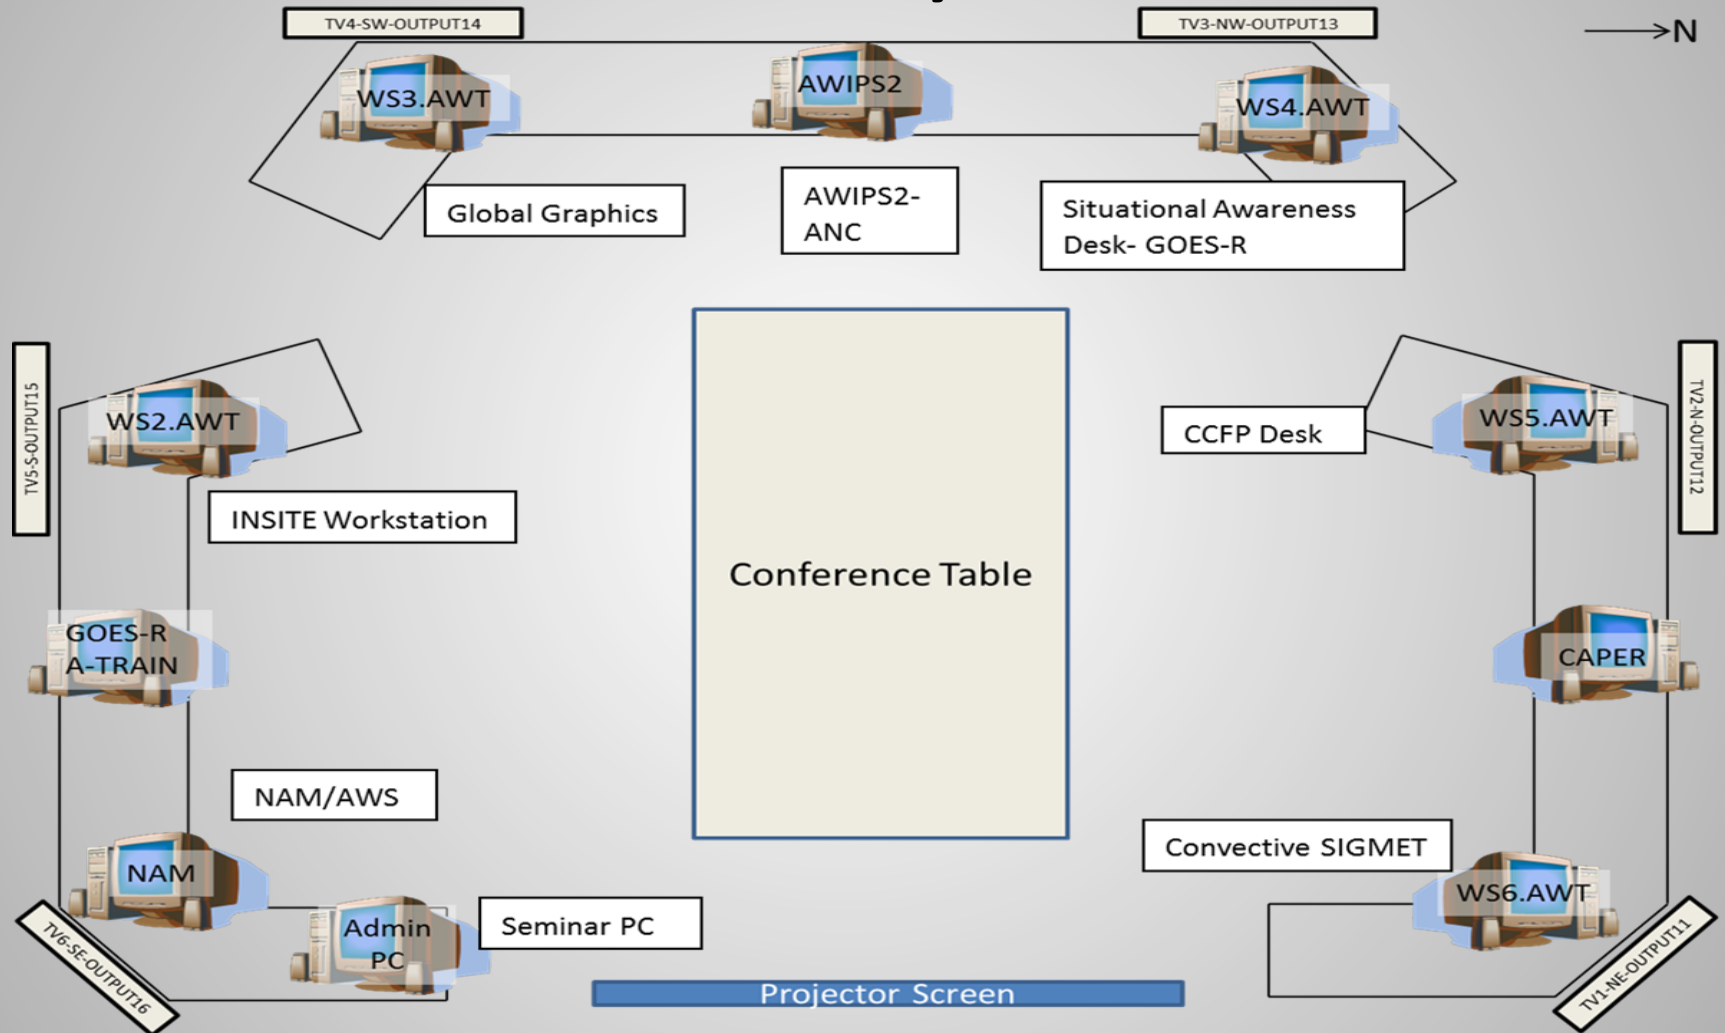 TV4-SW-OUTPUT14
TV3-NW-OUTPUT13
N
WS3.AWT
AWIPS2
WS4.AWT
Global Graphics
AWIPS2-
ANC
Situational Awareness
Desk- GOES-R
TV5-S-OUTPUT15
WS2.AWT
INSITE Workstation
WS5.AWT
CCFP Desk
TV2-N-OUTPUT12
Conference Table
GOES-R
A-TRAIN
CAPER
NAM/AWS
NAM
Convective SIGMET
WS6.AWT
Admin
PC
Seminar PC
TV6-SE-OUTPUT16
Projector Screen
TV1-NE-OUTPUT11